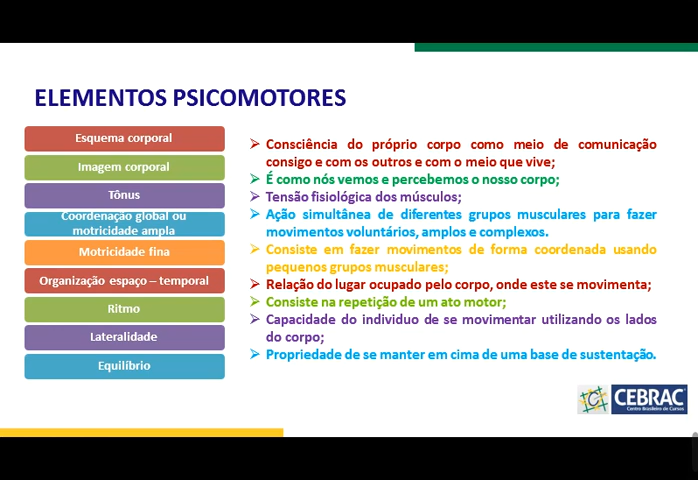 ELEMENTOS PSICOMOTORES
Esquema corporal
Imagem corporal
Tônus
Coordenação global ou
motricidade ampla
Motricidade fina
Organização espaço – temporal
Ritmo
Lateralidade
Equilíbrio
➢ Consciência do próprio corpo como meio de comunicação
consigo e com os outros e com o meio que vive;
➢ É como nós vemos e percebemos o nosso corpo;
➢ Tensão fisiológica dos músculos;
➢ Ação simultânea de diferentes grupos musculares para fazer
movimentos voluntários, amplos e complexos.
➢ Consiste em fazer movimentos de forma coordenada usando
pequenos grupos musculares;
➢ Relação do lugar ocupado pelo corpo, onde este se movimenta;
➢ Consiste na repetição de um ato motor;
➢ Capacidade do individuo de se movimentar utilizando os lados
do corpo;
➢ Propriedade de se manter em cima de uma base de sustentação.
CEBRAC
Centro Brasileiro de Cursos